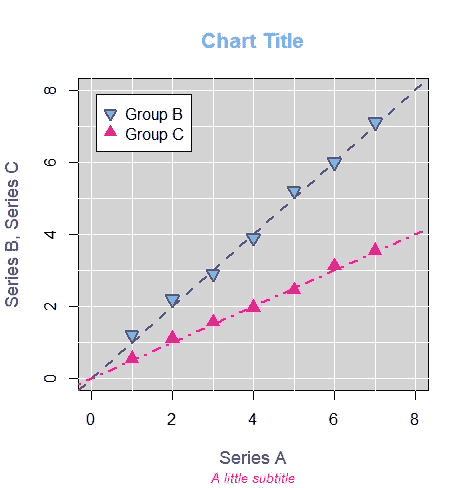 Chart Title
Group B
Group C
Series B, Series C
8
6
4
2
0
0 2 4 6 8
Series A
A little subtitle